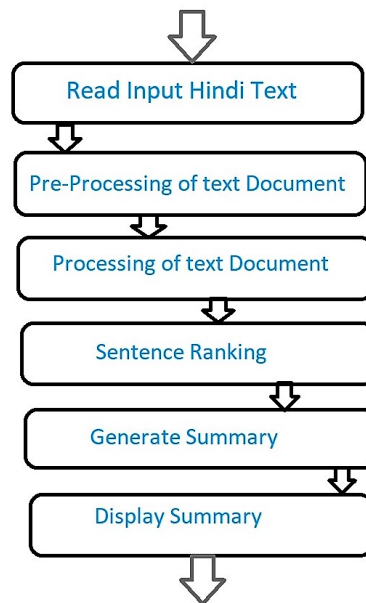 Read Input Hindi Text
Pre-Processing of text Document
Processing of text Document
Sentence Ranking
Generate Summary
Display Summary